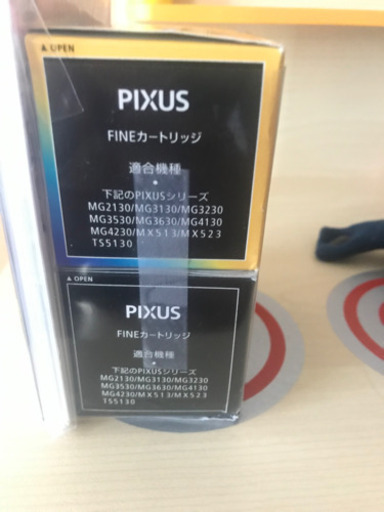 ▲ OPEN
PIXUS
FINEカートリッジ
適合機種
下記のPIXUSシリーズ
MG2130/MG3130/MG3230
MG3530/MG3630/MG4130
MG4230/MX513/MX523
TS5130
▲ OPEN
PIXUS
FINEカートリッジ
適合機種
下記のPIXUSシリーズ
MG2130/MG3130/MG3230
MG3530/MG3630/MG4130
MG4230/MX513/MX523
TS5130